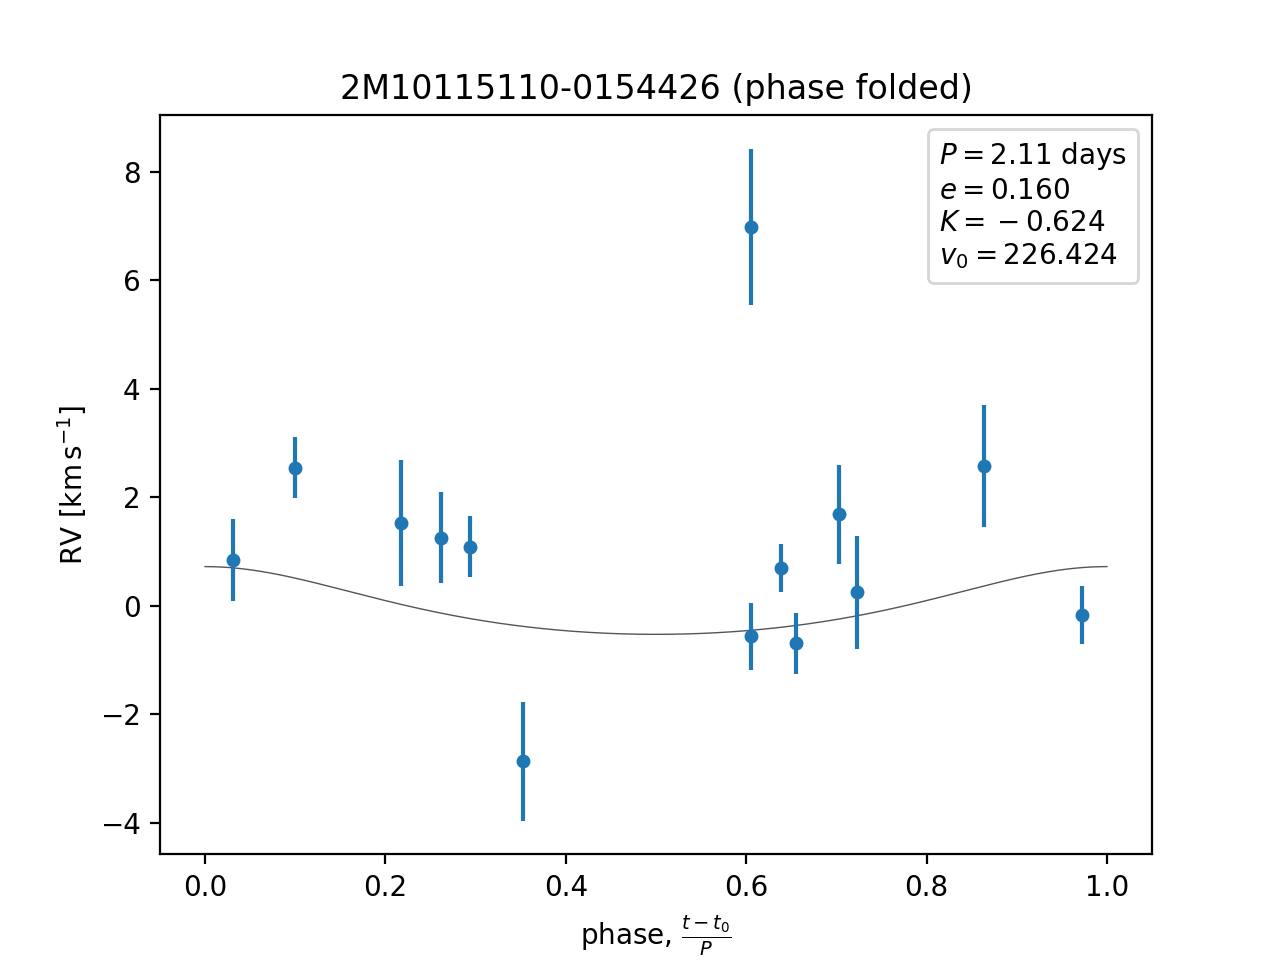 2M10115110-0154426 (phase folded)
P = 2.11 days
e = 0.160
K = −0.624
v₀ = 226.424
8
6
4
2
0
−2
−4
RV [km s⁻¹]
0.0 0.2 0.4 0.6 0.8 1.0
phase, (t − t₀)/P